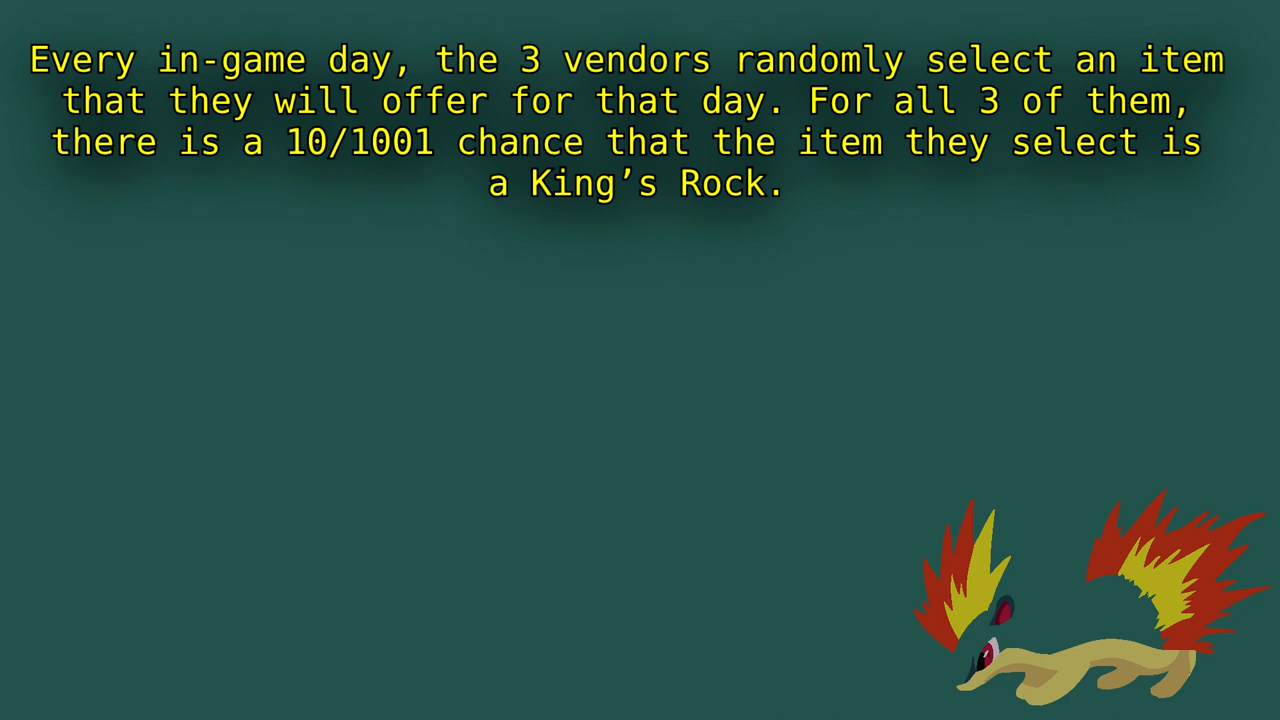 Every in-game day, the 3 vendors randomly select an item
that they will offer for that day. For all 3 of them,
there is a 10/1001 chance that the item they select is
a King’s Rock.